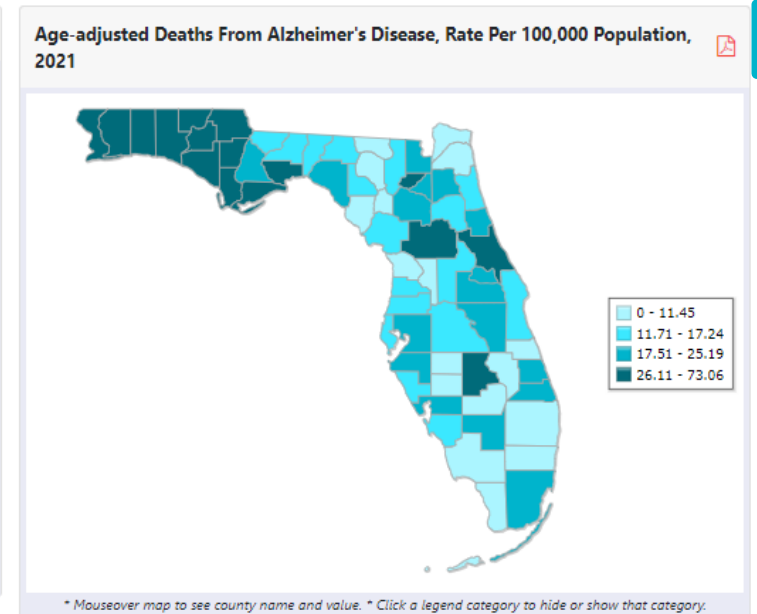 Age-adjusted Deaths From Alzheimer's Disease, Rate Per 100,000 Population,
2021
0 - 11.45
11.71 - 17.24
17.51 - 25.19
26.11 - 73.06
* Mouseover map to see county name and value. * Click a legend category to hide or show that category.